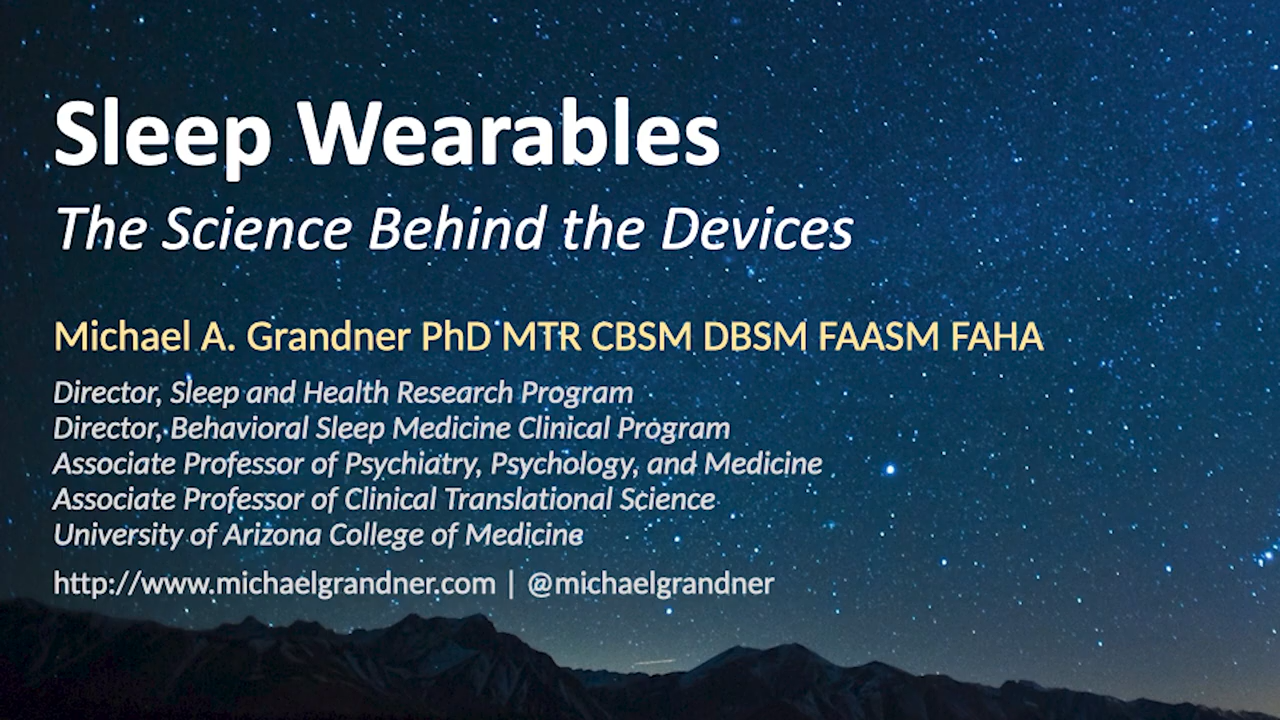 Sleep Wearables
The Science Behind the Devices
Michael A. Grandner PhD MTR CBSM DBSM FAASM FAHA
Director, Sleep and Health Research Program
Director, Behavioral Sleep Medicine Clinical Program
Associate Professor of Psychiatry, Psychology, and Medicine
Associate Professor of Clinical Translational Science
University of Arizona College of Medicine
http://www.michaelgrandner.com | @michaelgrandner